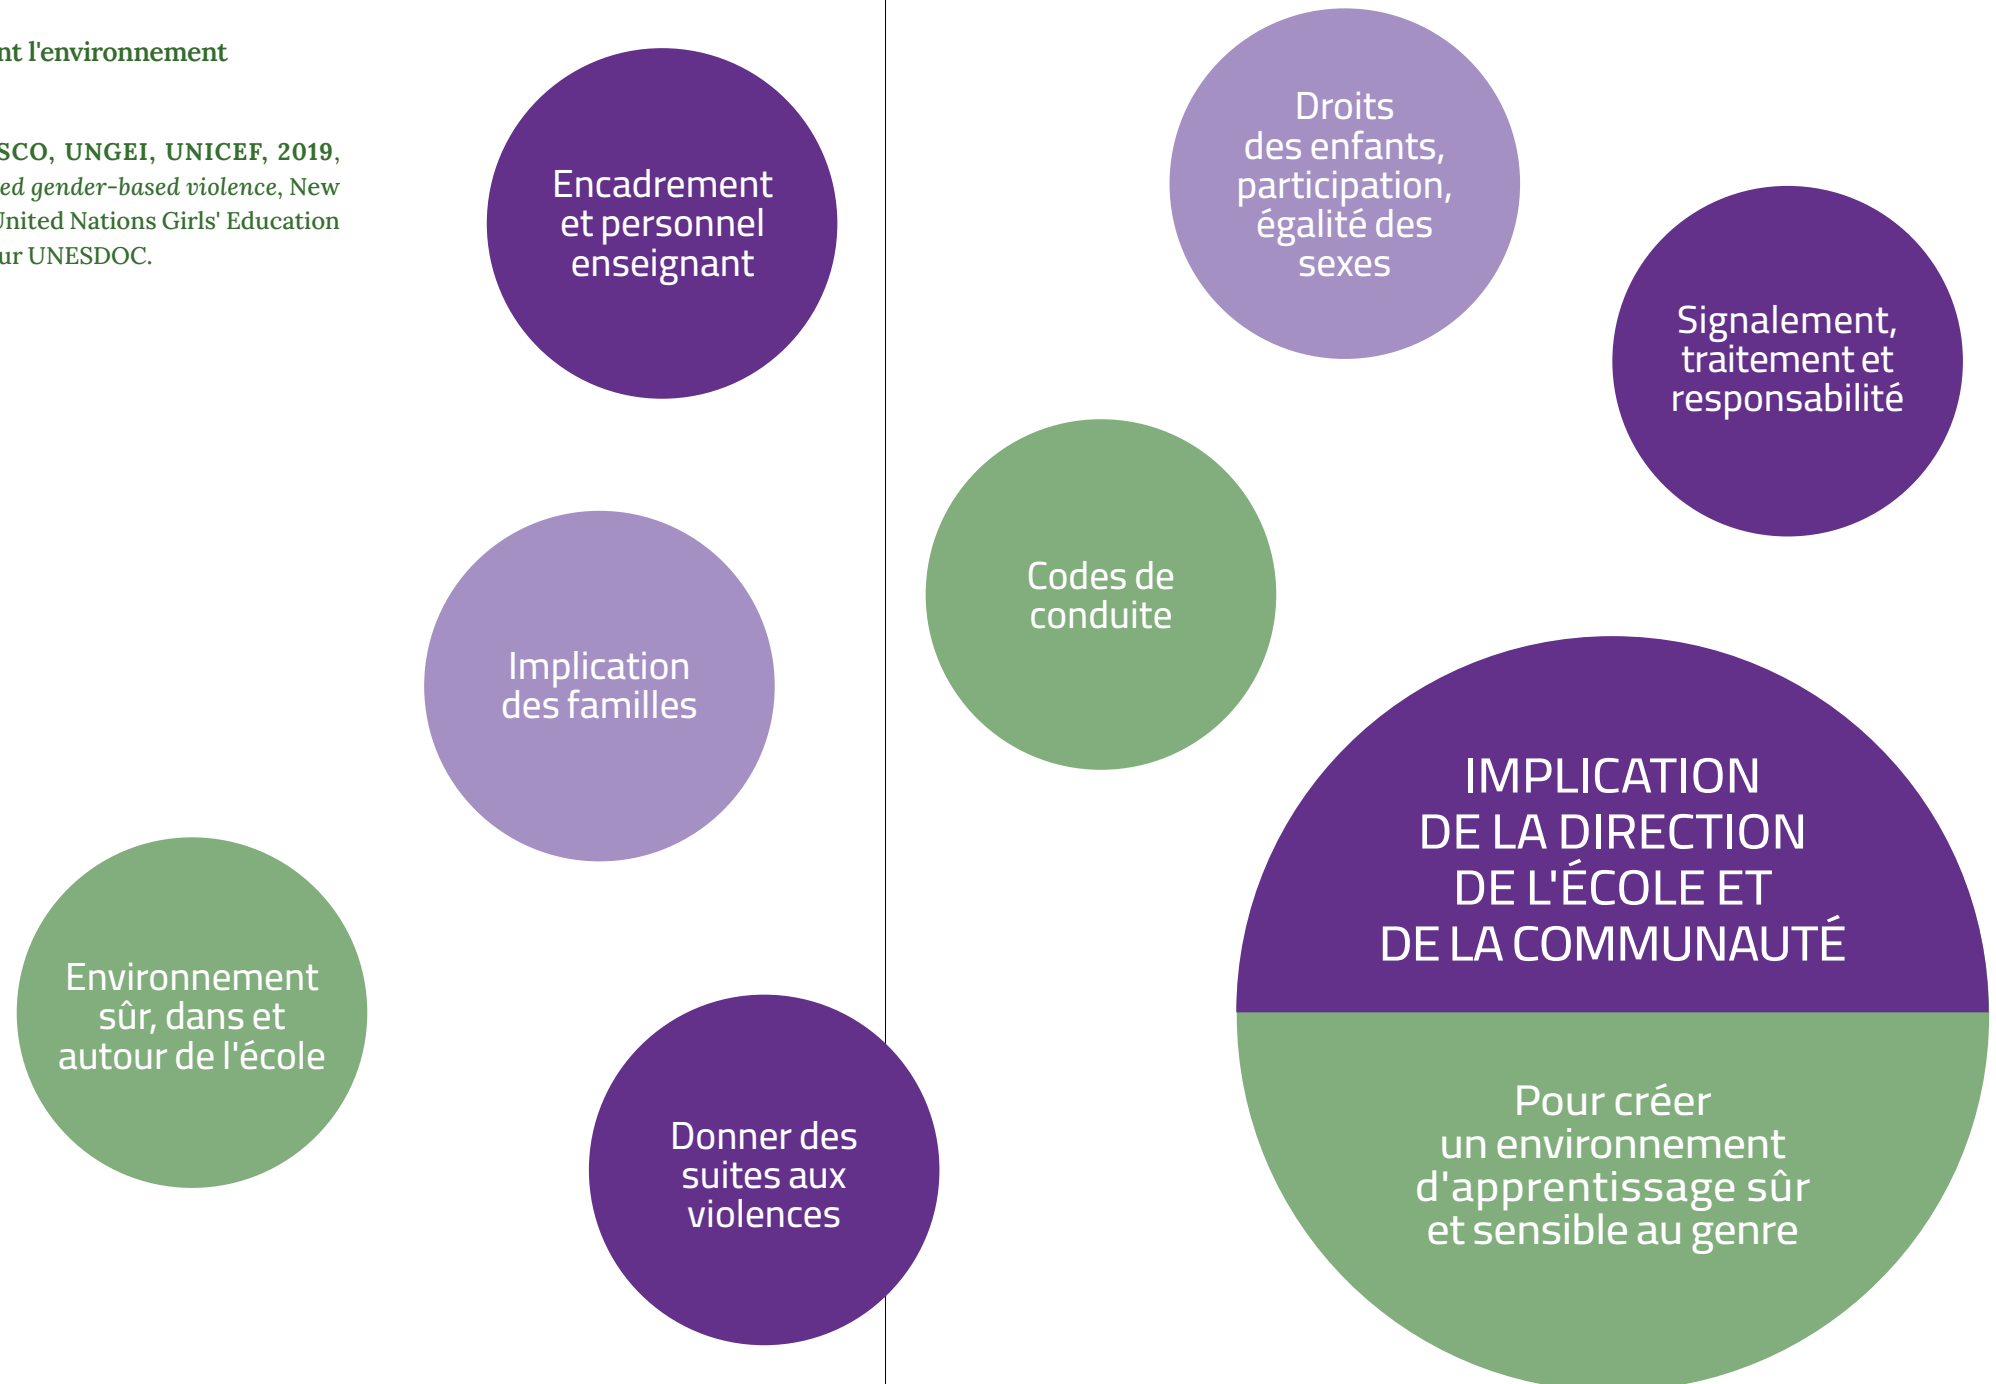 nt l'environnement
SCO, UNGEI, UNICEF, 2019,
ed gender-based violence, New
United Nations Girls' Education
ur UNESDOC.
Encadrement
et personnel
enseignant
Implication
des familles
Environnement
sûr, dans et
autour de l'école
Donner des
suites aux
violences
Droits
des enfants,
participation,
égalité des
sexes
Signalement,
traitement et
responsabilité
Codes de
conduite
IMPLICATION
DE LA DIRECTION
DE L'ÉCOLE ET
DE LA COMMUNAUTÉ
Pour créer
un environnement
d'apprentissage sûr
et sensible au genre